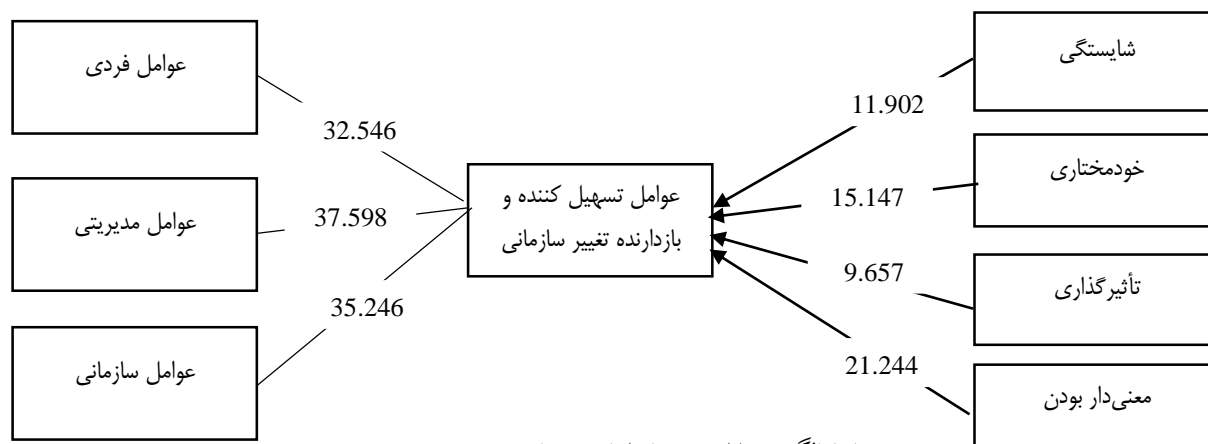 شایستگی
11.902
خودمختاری
15.147
تأثیرگذاری
9.657
معنی‌دار بودن
21.244
عوامل تسهیل کننده و
بازدارنده تغییر سازمانی
عوامل فردی
32.546
عوامل مدیریتی
37.598
عوامل سازمانی
35.246